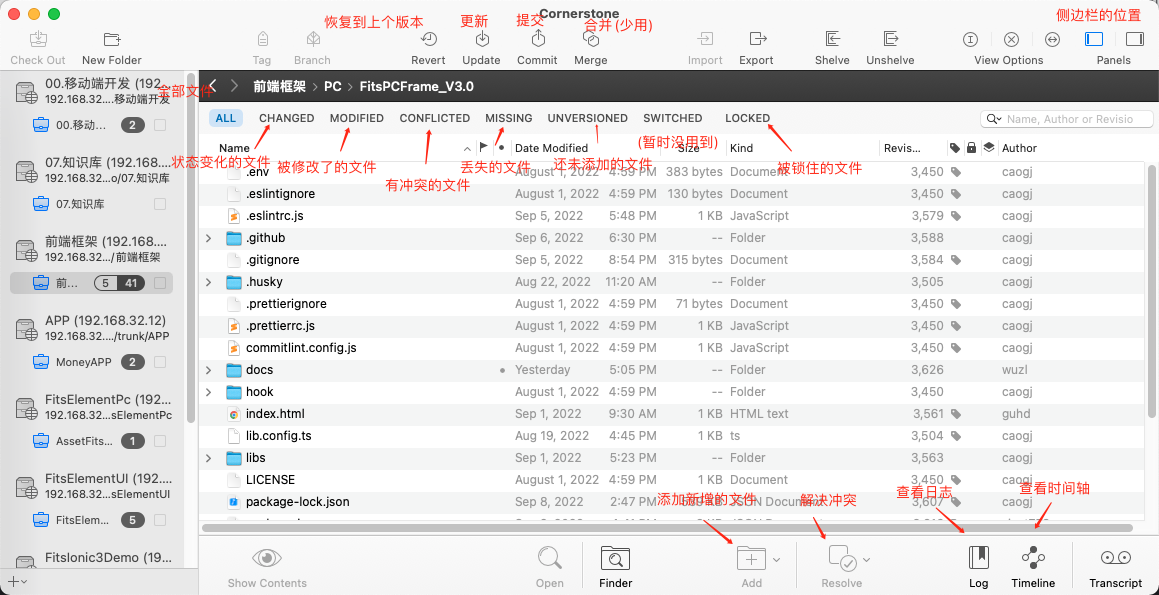 Cornerstone
恢复到上个版本 更新 提交 合并(少用) 侧边栏的位置
Check Out New Folder Tag Branch Revert Update Commit Merge Import Export Shelve Unshelve View Options Panels
前端框架 PC FitsPCFrame_V3.0
全部文件
ALL CHANGED MODIFIED CONFLICTED MISSING UNVERSIONED SWITCHED LOCKED
Name, Author or Revisio
(暂时没用到)
Name Date Modified Size Kind Revis... Author
状态变化的文件 被修改了的文件 有冲突的文件 丢失的文件 还未添加的文件 被锁住的文件
00.移动端开发 (192...
192.168.32....移动端开发
00.移动... 2
07.知识库 (192.168....
192.168.32...o/07.知识库
07.知识库
前端框架 (192.168....
192.168.32.../前端框架
前... 5 41
APP (192.168.32.12)
192.168.32..../trunk/APP
MoneyAPP 2
FitsElementPc (192...
192.168.32...sElementPc
AssetFits... 1
FitsElementUI (192....
192.168.32...sElementUI
FitsElem... 5
FitsIonic3Demo (19...
.env August 1, 2022 4:59 PM 383 bytes Document 3,450 caogj
.eslintignore August 1, 2022 4:59 PM 130 bytes Document 3,450 caogj
.eslintrc.js Sep 5, 2022 5:48 PM 1 KB JavaScript 3,579 caogj
.github Sep 6, 2022 6:30 PM -- Folder 3,588 caogj
.gitignore Sep 5, 2022 8:54 PM 315 bytes Document 3,584 caogj
.husky Aug 22, 2022 11:20 AM -- Folder 3,505 caogj
.prettierignore August 1, 2022 4:59 PM 71 bytes Document 3,450 caogj
.prettierrc.js August 1, 2022 4:59 PM 1 KB JavaScript 3,450 caogj
commitlint.config.js August 1, 2022 4:59 PM 1 KB JavaScript 3,450 caogj
docs Yesterday 5:05 PM -- Folder 3,626 wuzl
hook August 1, 2022 4:59 PM -- Folder 3,450 caogj
index.html Sep 1, 2022 9:30 AM 1 KB HTML text 3,561 guhd
lib.config.ts Aug 19, 2022 4:45 PM 1 KB ts 3,504 caogj
libs Sep 1, 2022 5:23 PM -- Folder 3,563 caogj
LICENSE August 1, 2022 4:59 PM 1 KB Document 3,450 caogj
package-lock.json Sep 8, 2022 2:47 PM KB JSON Document 3,607 caogj
添加新增的文件 解决冲突 查看日志 查看时间轴
Show Contents Open Finder Add Resolve Log Timeline Transcript